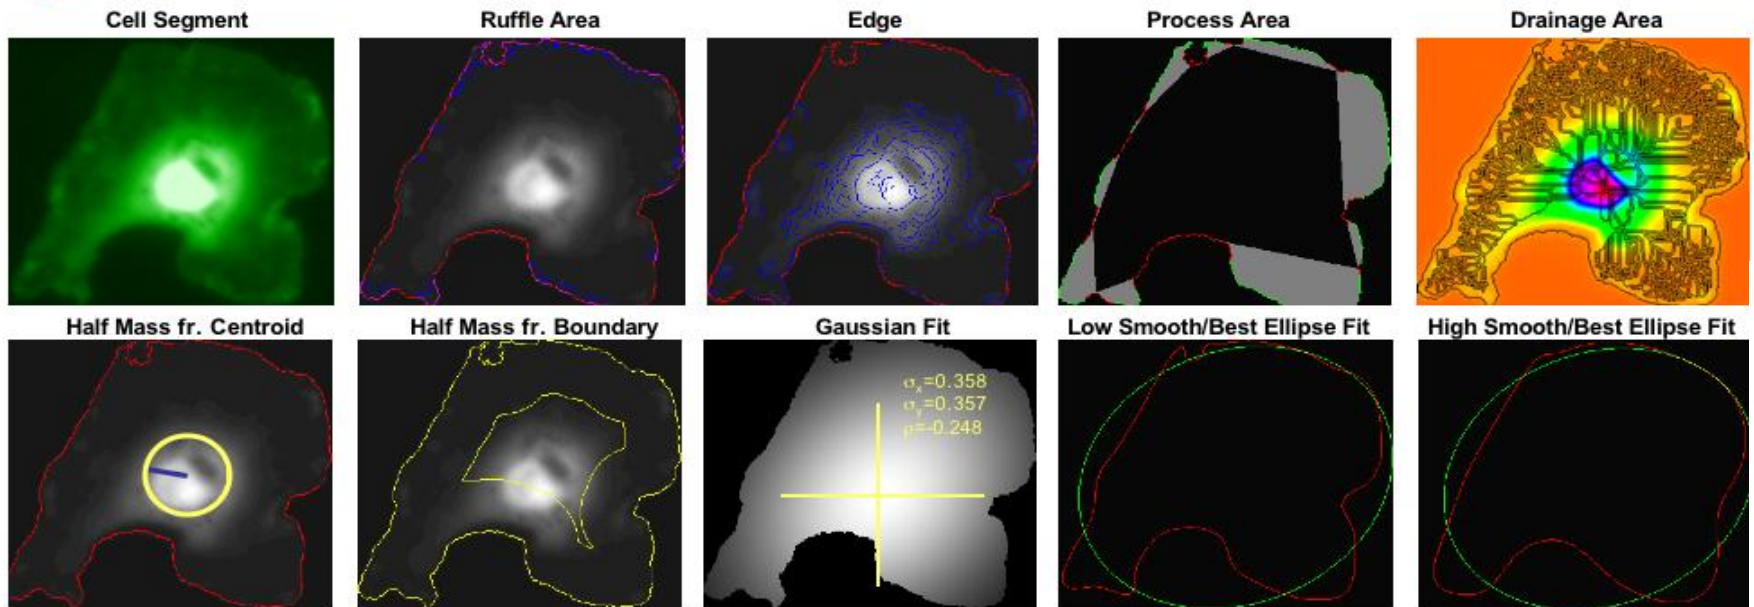 Cell Segment
Ruffle Area
Edge
Process Area
Drainage Area
Half Mass fr. Centroid
Half Mass fr. Boundary
Gaussian Fit
Low Smooth/Best Ellipse Fit
High Smooth/Best Ellipse Fit
σx=0.358
σy=0.357
ρ=-0.248